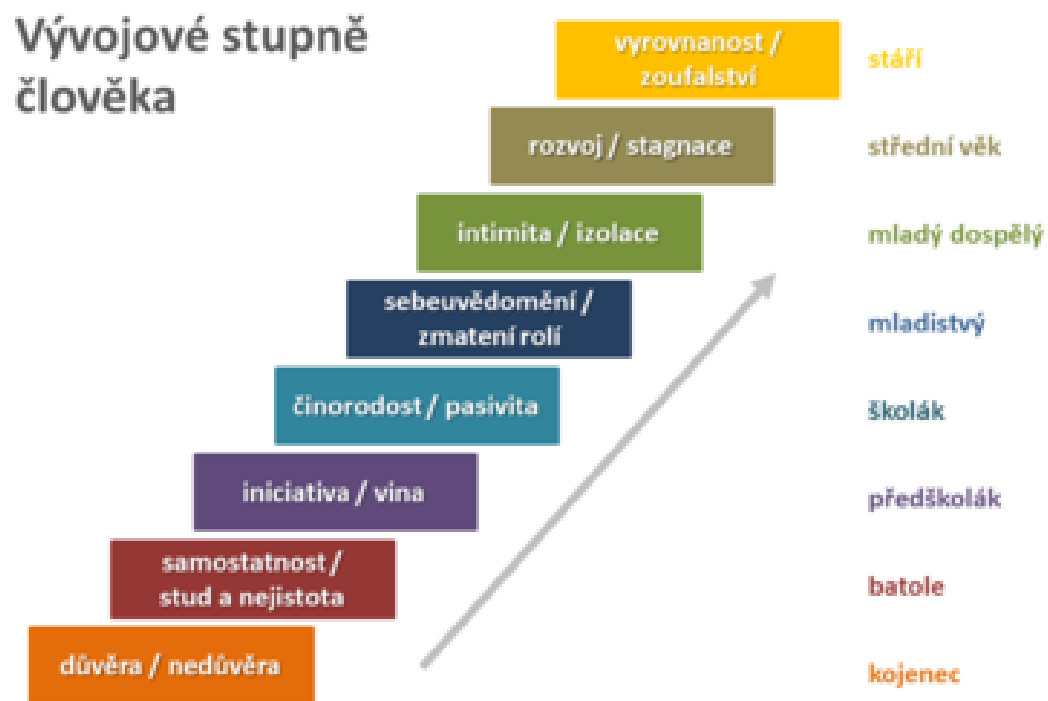 Vývojové stupně
člověka
vyrovnanost /
zoufalství
stáří
rozvoj / stagnace
střední věk
intimita / izolace
mladý dospělý
sebeuvědomění /
zmatení rolí
mladistvý
činorodost / pasivita
školák
iniciativa / vina
předškolák
samostatnost /
stud a nejistota
batole
důvěra / nedůvěra
kojenec